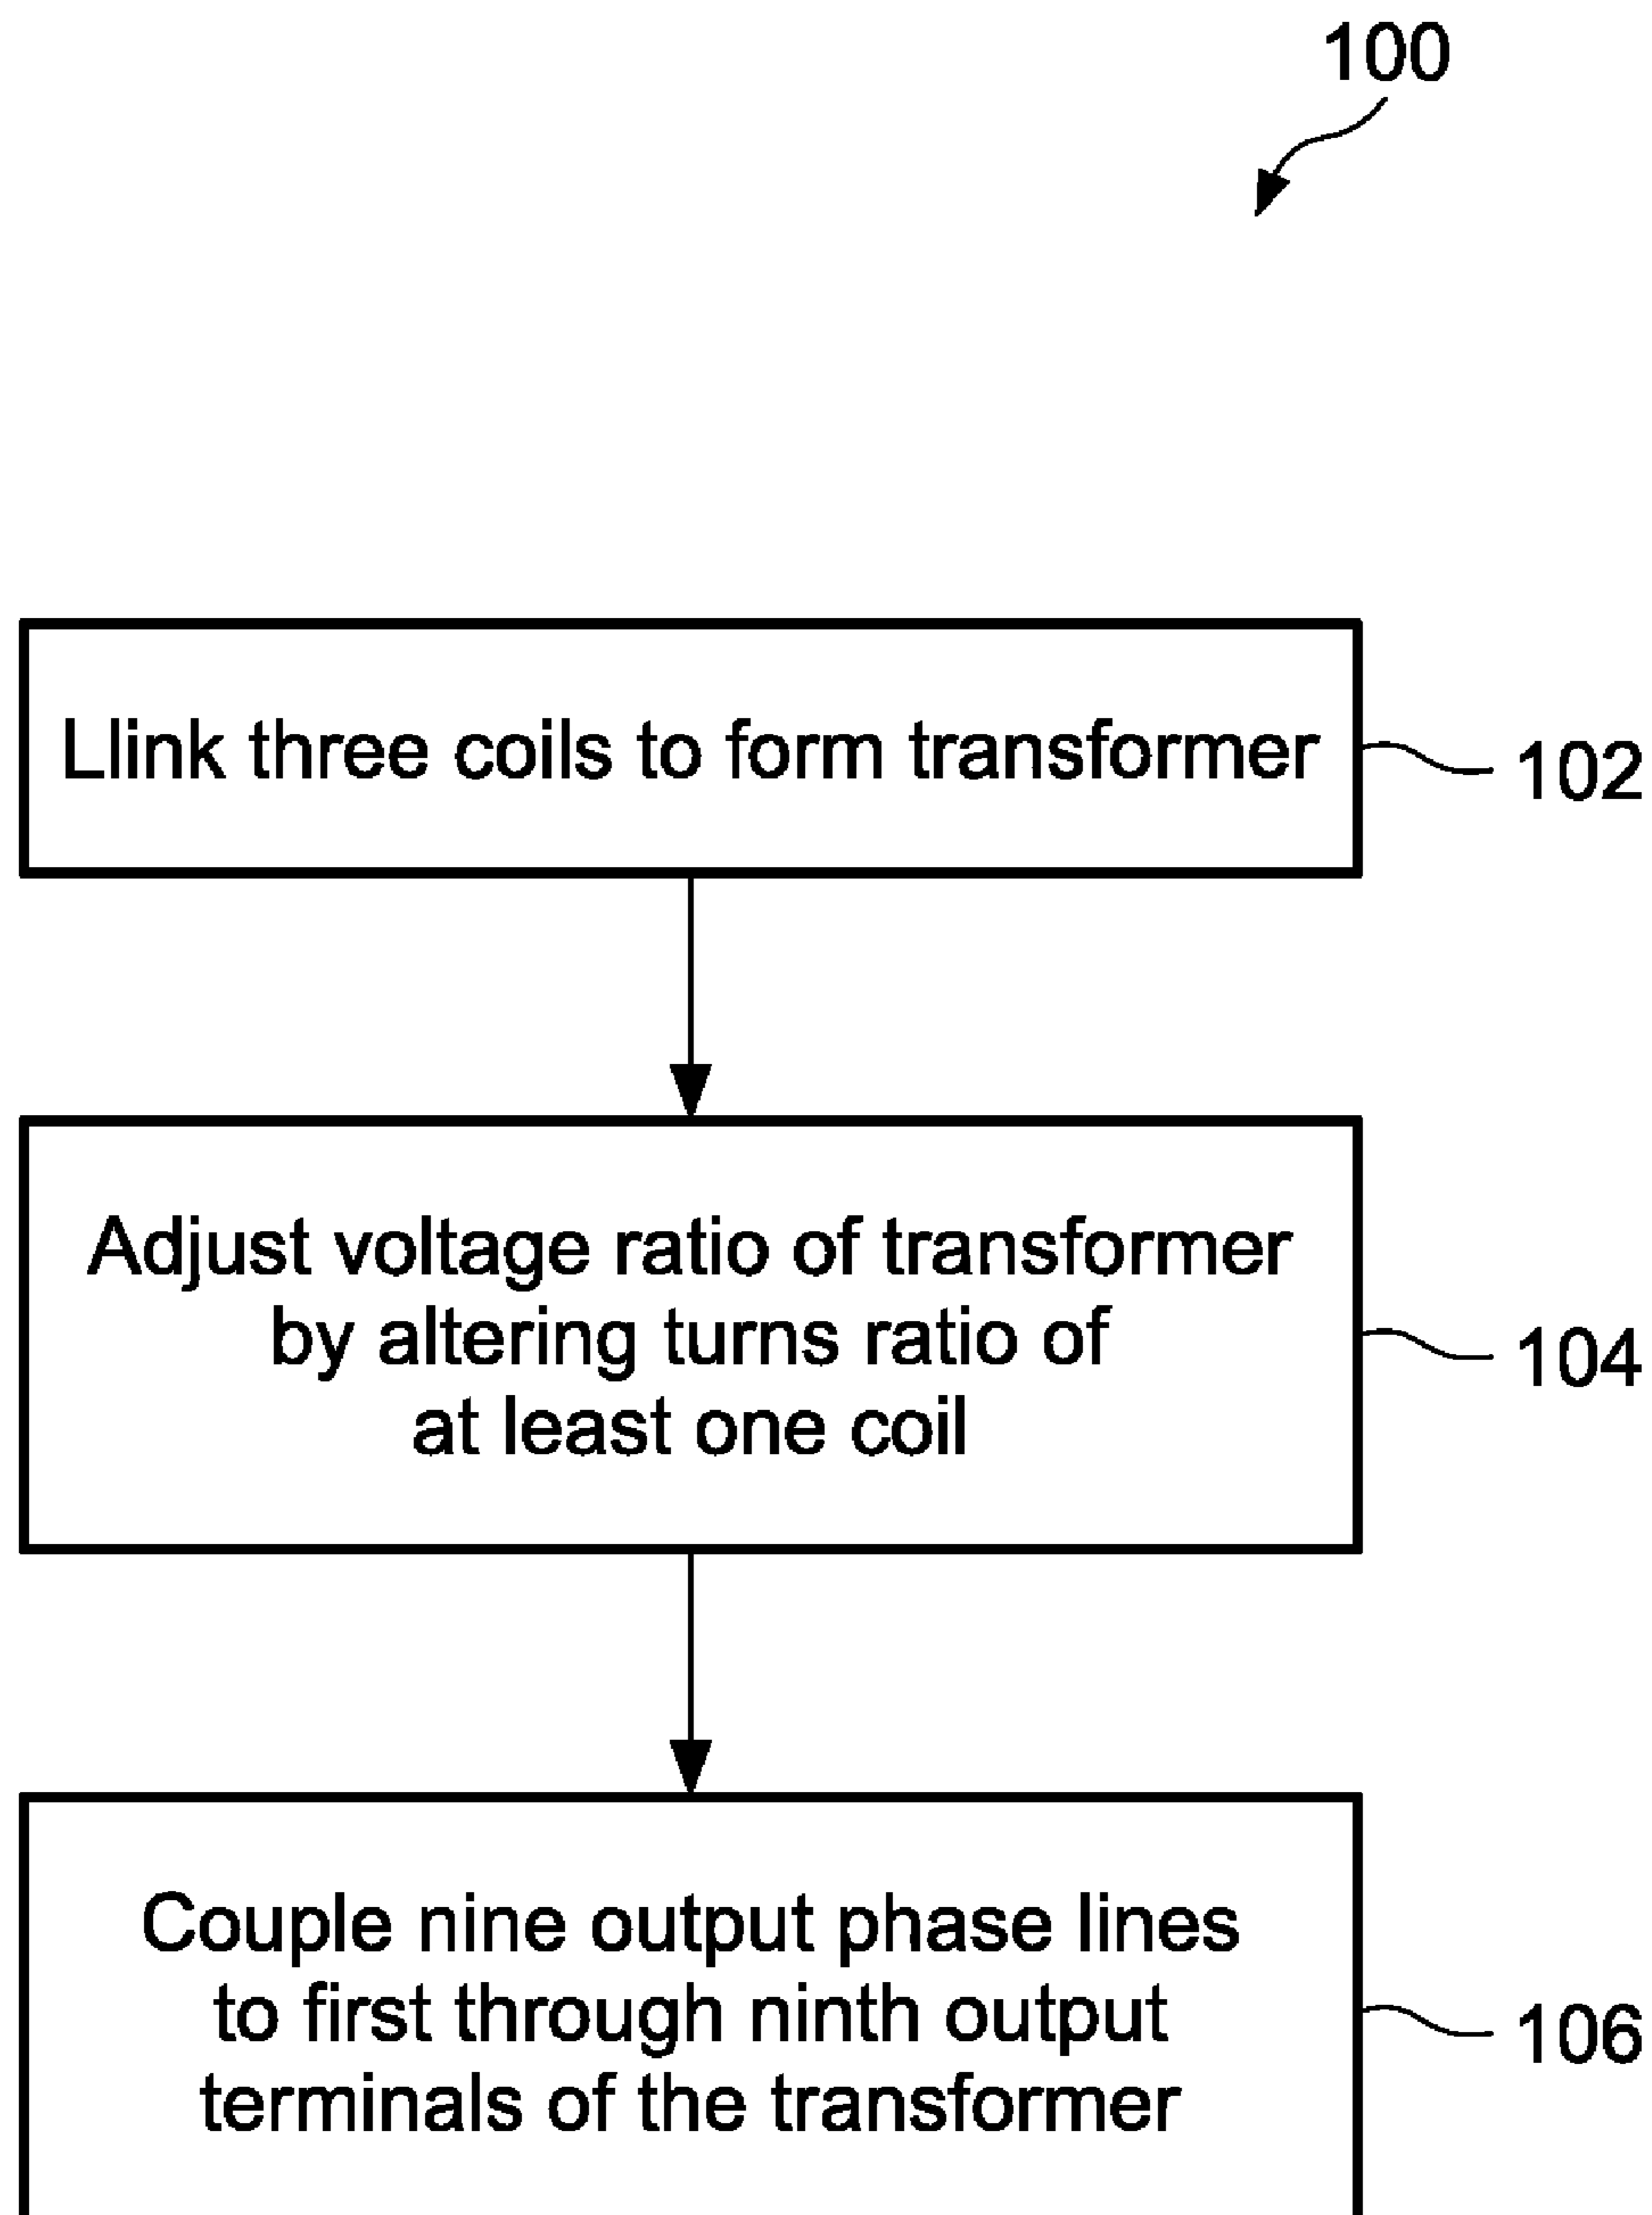 100
Llink three coils to form transformer
102
Adjust voltage ratio of transformer
by altering turns ratio of
at least one coil
104
Couple nine output phase lines
to first through ninth output
terminals of the transformer
106